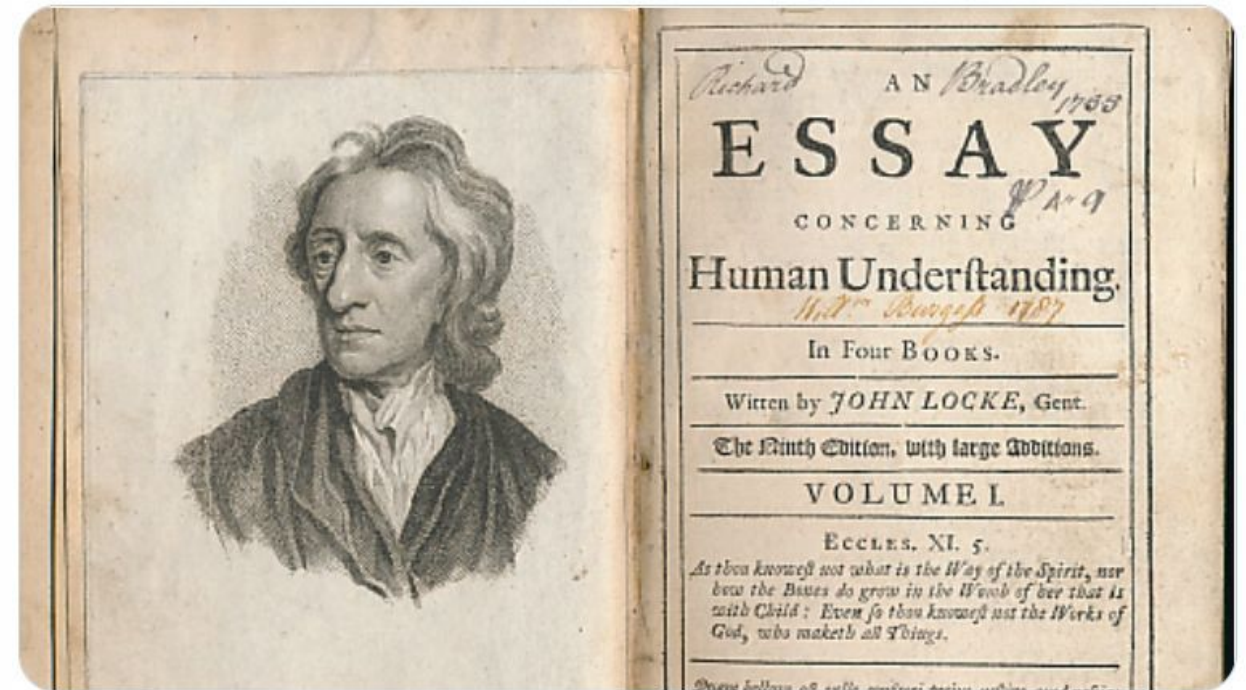 Richard AN Bradley
1733
ESSAY
CONCERNING
Human Underſtanding.
Will.m Burgeſs 1787
In Four BOOKS.
Written by JOHN LOCKE, Gent.
The Ninth Edition, with large Additions.
VOLUME I.
ECCLES. XI. 5.
As thou knoweſt not what is the Way of the Spirit, nor
how the Bones do grow in the Womb of her that is
with Child: Even ſo thou knoweſt not the Works of
God, who maketh all Things.